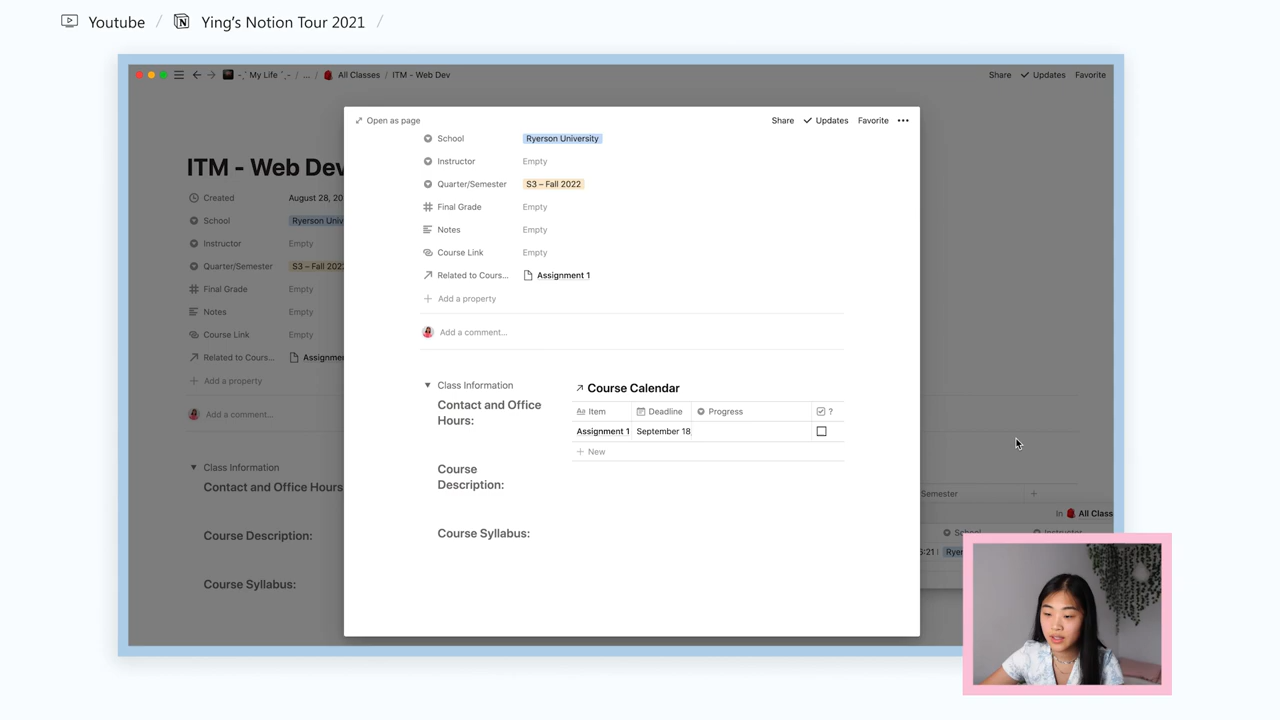 Youtube / Ying's Notion Tour 2021 /
-ˏˋ My Life ˊˎ- / ... / All Classes / ITM - Web Dev
Share Updates Favorite
Open as page
Share Updates Favorite •••
ITM - Web Dev
Created August 28, 20
School Ryerson Univ
Instructor Empty
Quarter/Semester S3 – Fall 202
Final Grade Empty
Notes Empty
Course Link Empty
Related to Cours... Assignme
Add a property
Add a comment...
Class Information
Contact and Office Hours
Course Description:
Course Syllabus:
School Ryerson University
Instructor Empty
Quarter/Semester S3 – Fall 2022
Final Grade Empty
Notes Empty
Course Link Empty
Related to Cours... Assignment 1
Add a property
Add a comment...
Class Information
Contact and Office
Hours:
Course
Description:
Course Syllabus:
Course Calendar
Item Deadline Progress ?
Assignment 1 September 18
New
Semester +
In All Class
School Instructor
Ryer